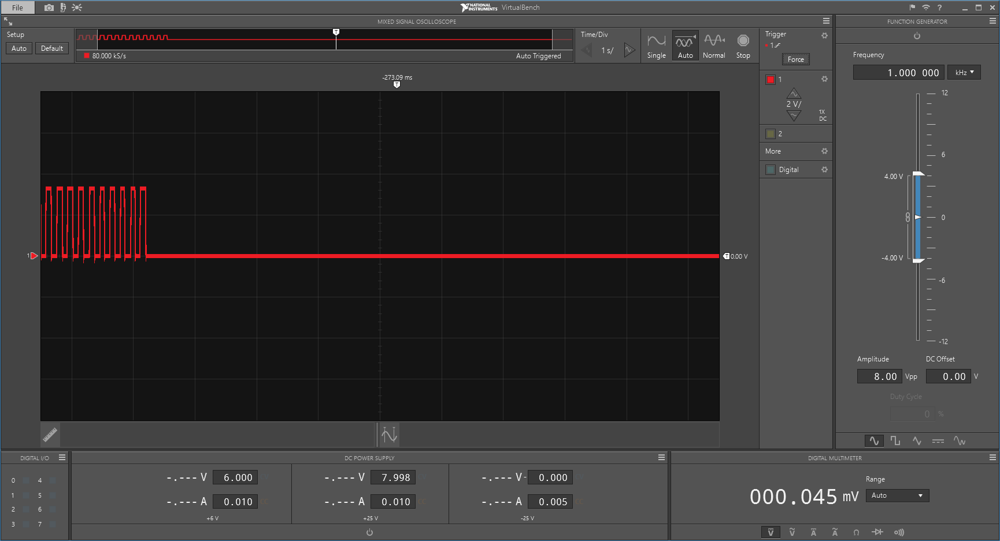 File
NATIONAL INSTRUMENTS VirtualBench
?
MIXED SIGNAL OSCILLOSCOPE
FUNCTION GENERATOR
Setup
Auto Default
T
80.000 kS/s
Auto Triggered
Time/Div
1 s/
Single Auto Normal Stop
Trigger
1
Force
1
2 V/
1X
DC
2
More
Digital
-273.09 ms
T
1
T 0.00 V
Frequency
1.000 000 kHz
12
6
4.00 V
0
-4.00 V
-6
-12
Amplitude DC Offset
8.00 Vpp 0.00 V
Duty Cycle
0 %
DIGITAL I/O
0 4
1 5
2 6
3 7
DC POWER SUPPLY
-.--- V 6.000 -.--- V 7.998 -.--- V- 0.000
-.--- A 0.010 CC -.--- A 0.010 CC -.--- A 0.005 CC
+6 V +25 V -25 V
DIGITAL MULTIMETER
Range
000.045 mV Auto
V V A A Ω